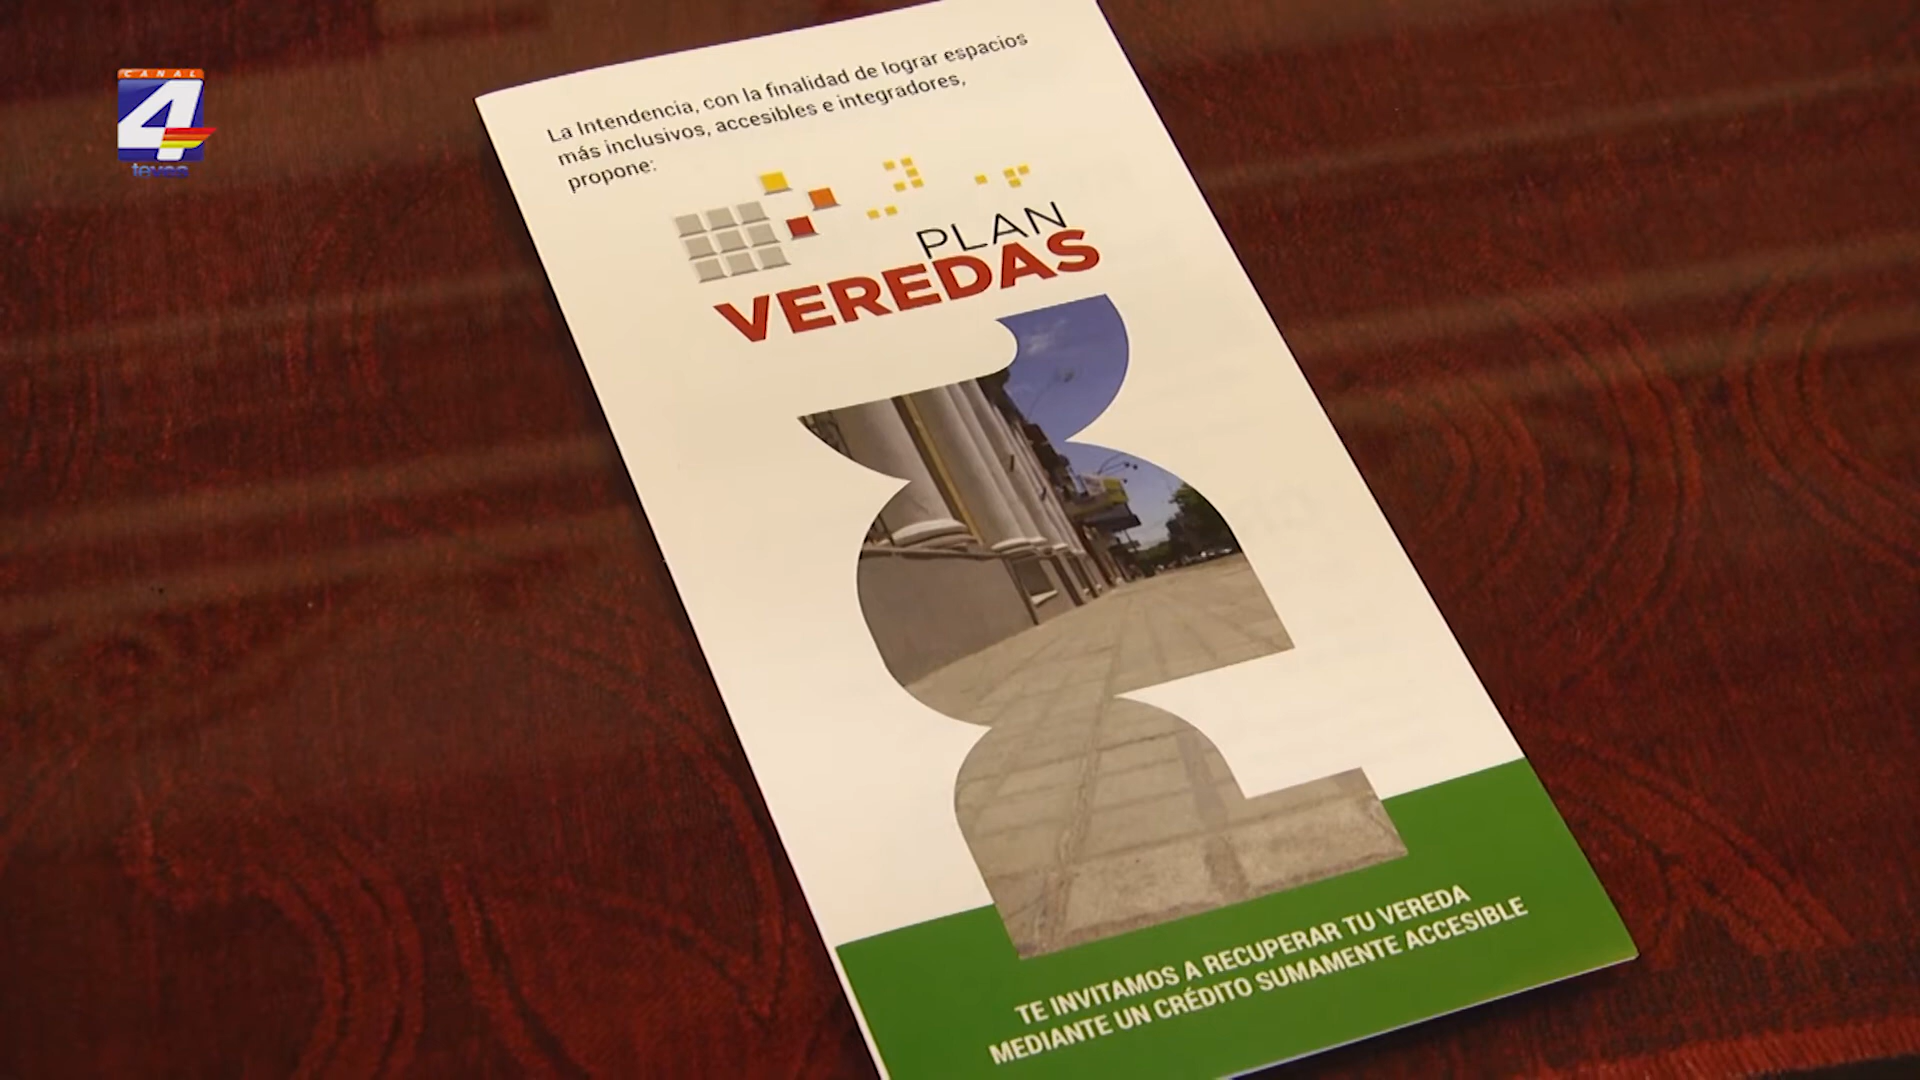 CANAL
4
teveo
La Intendencia, con la finalidad de lograr espacios
más inclusivos, accesibles e integradores,
propone:
PLAN
VEREDAS
TE INVITAMOS A RECUPERAR TU VEREDA
MEDIANTE UN CRÉDITO SUMAMENTE ACCESIBLE